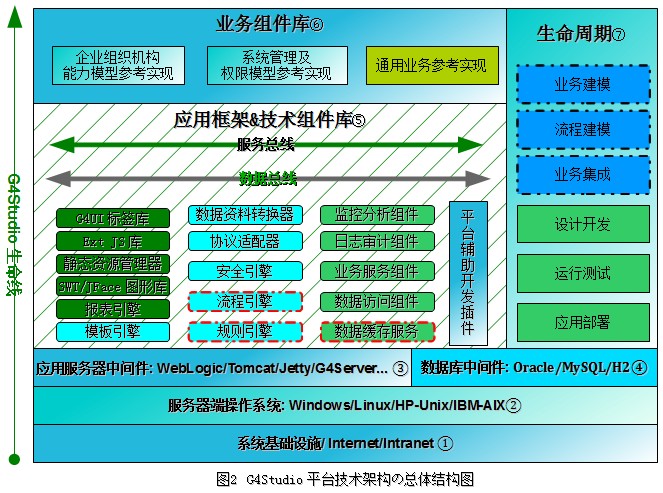 业务组件库⑥
企业组织机构
能力模型参考实现
系统管理及
权限模型参考实现
通用业务参考实现
生命周期⑦
业务建模
流程建模
业务集成
设计开发
运行测试
应用部署
应用框架&技术组件库⑤
服务总线
数据总线
G4UI 标签库
Ext JS 库
静态资源管理器
SWT/JFace 图形库
报表引擎
模板引擎
数据资料转换器
协议适配器
安全引擎
流程引擎
规则引擎
监控分析组件
日志审计组件
业务服务组件
数据访问组件
数据缓存服务
平台辅助开发插件
应用服务器中间件: WebLogic/Tomcat/Jetty/G4Server... ③
数据库中间件: Oracle/MySQL/H2④
服务器端操作系统: Windows/Linux/HP-Unix/IBM-AIX②
系统基础设施/ Internet/Intranet ①
G4Studio 生命线
图2 G4Studio 平台技术架构の总体结构图